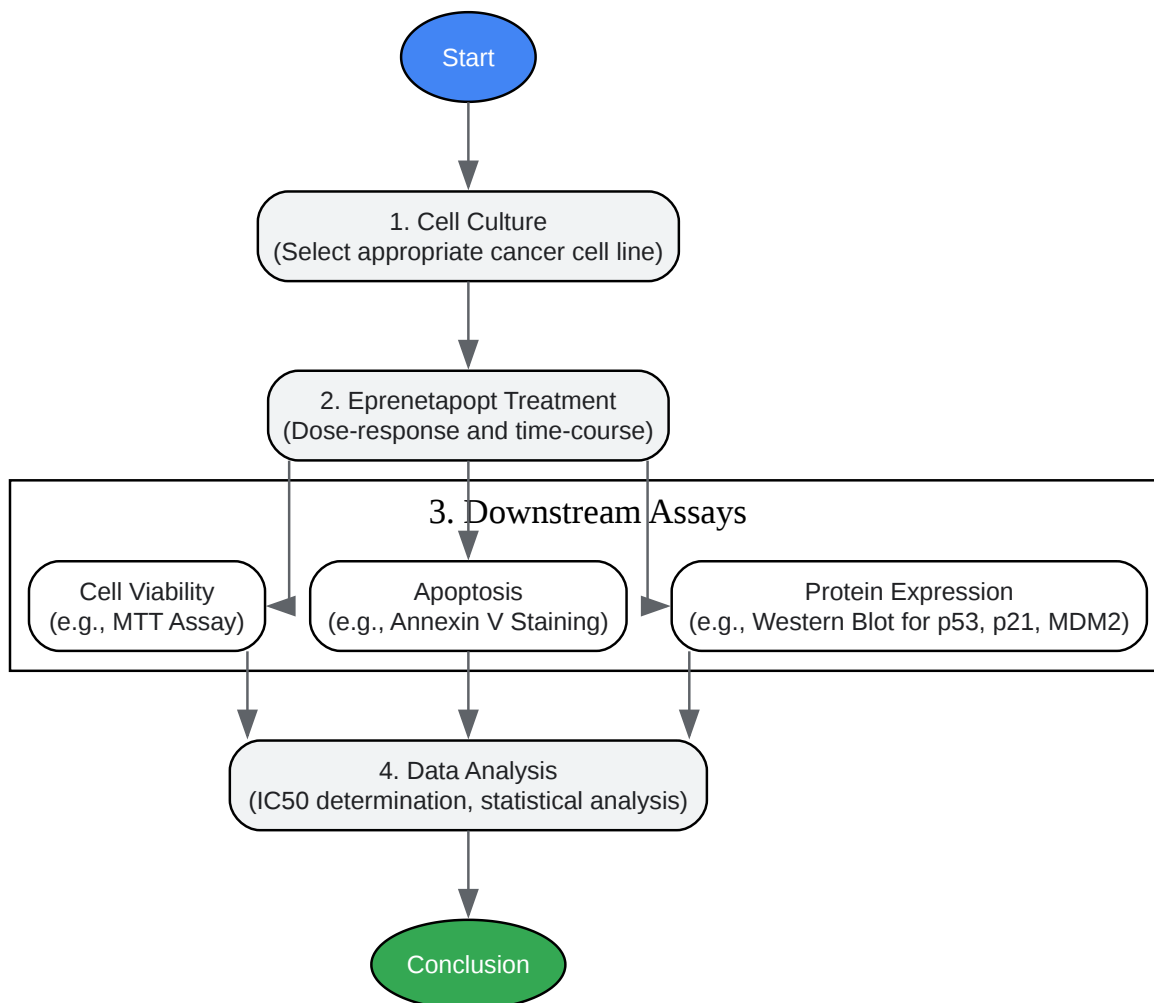 Start
1. Cell Culture
(Select appropriate cancer cell line)
2. Eprenetapopt Treatment
(Dose-response and time-course)
3. Downstream Assays
Cell Viability
(e.g., MTT Assay)
Apoptosis
(e.g., Annexin V Staining)
Protein Expression
(e.g., Western Blot for p53, p21, MDM2)
4. Data Analysis
(IC50 determination, statistical analysis)
Conclusion